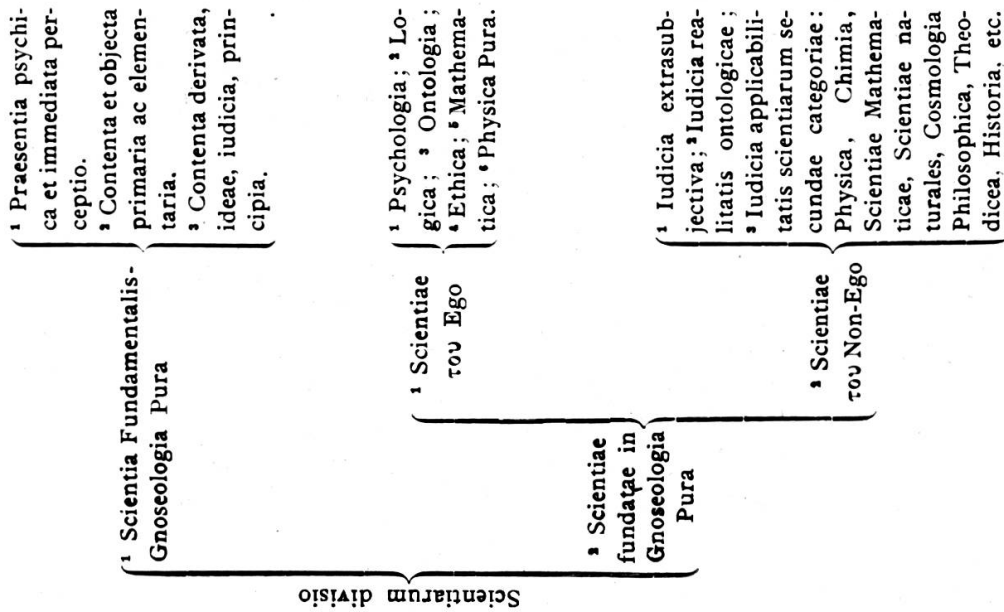 Scientiarum divisio
¹ Scientia Fundamentalis-
Gnoseologia Pura
¹ Praesentia psychi-
ca et immediata per-
ceptio.
² Contenta et objecta
primaria ac elemen-
taria.
³ Contenta derivata,
ideae, iudicia, prin-
cipia.
² Scientiae
fundatae in
Gnoseologia
Pura
¹ Scientiae
του Ego
¹ Psychologia; ² Lo-
gica; ³ Ontologia;
⁴ Ethica; ⁵ Mathema-
tica; ⁶ Physica Pura.
² Scientiae
του Non-Ego
¹ Iudicia extrasub-
jectiva; ² Iudicia rea-
litatis ontologicae;
³ Iudicia applicabili-
tatis scientiarum se-
cundae categoriae:
Physica, Chimia,
Scientiae Mathema-
ticae, Scientiae na-
turales, Cosmologia
Philosophica, Theo-
dicea, Historia, etc.